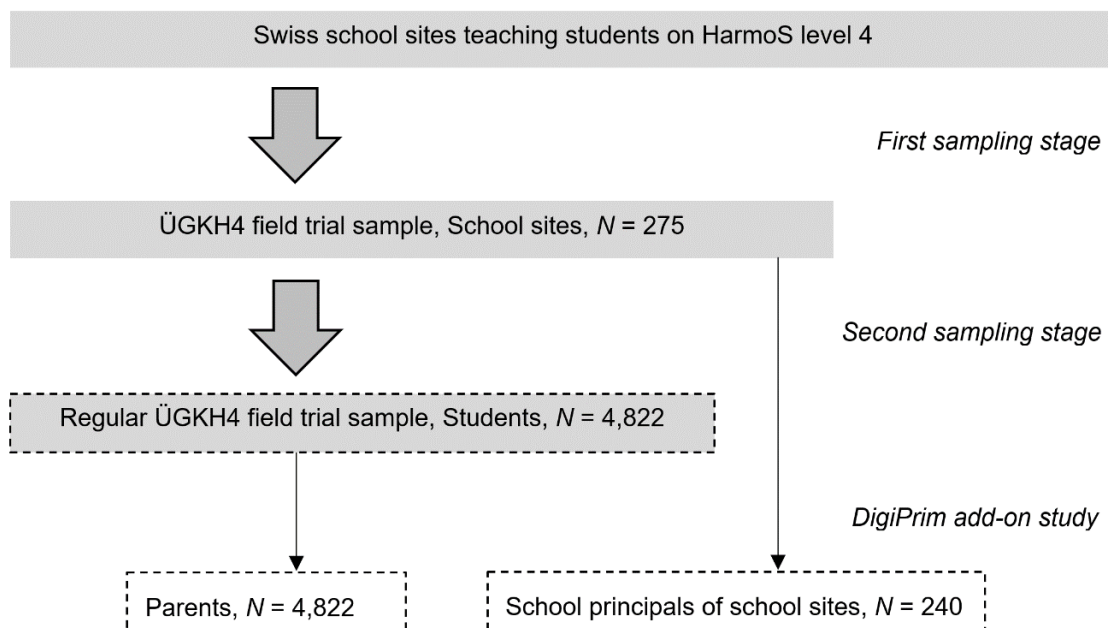 Swiss school sites teaching students on HarmoS level 4
First sampling stage
ÜGKH4 field trial sample, School sites, N = 275
Second sampling stage
Regular ÜGKH4 field trial sample, Students, N = 4,822
DigiPrim add-on study
Parents, N = 4,822
School principals of school sites, N = 240